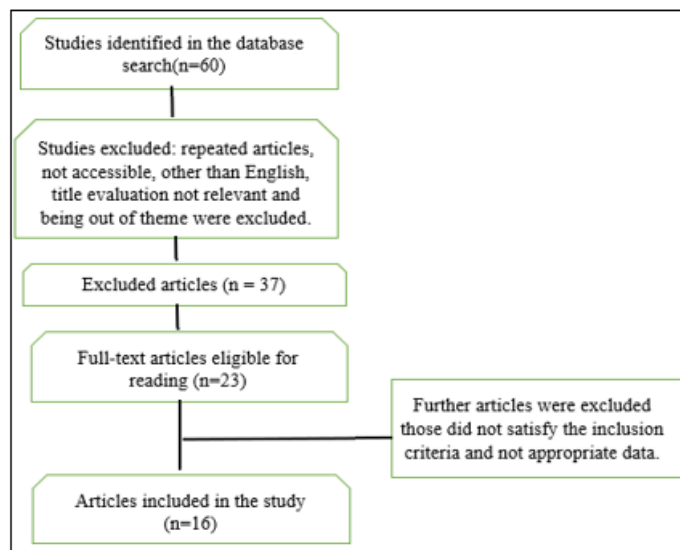 Studies identified in the database
search(n=60)
Studies excluded: repeated articles,
not accessible, other than English,
title evaluation not relevant and
being out of theme were excluded.
Excluded articles (n = 37)
Full-text articles eligible for
reading (n=23)
Further articles were excluded
those did not satisfy the inclusion
criteria and not appropriate data.
Articles included in the study
(n=16)